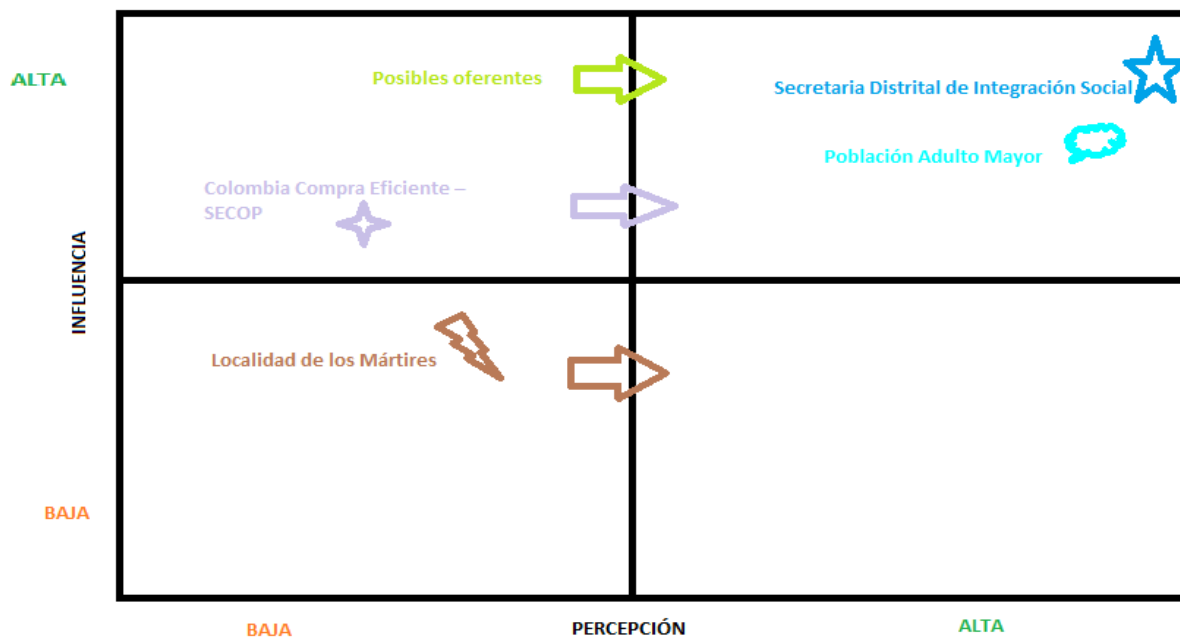 ALTA
Posibles oferentes
Secretaria Distrital de Integración Social
Población Adulto Mayor
Colombia Compra Eficiente –
SECOP
INFLUENCIA
Localidad de los Mártires
BAJA
BAJA
PERCEPCIÓN
ALTA